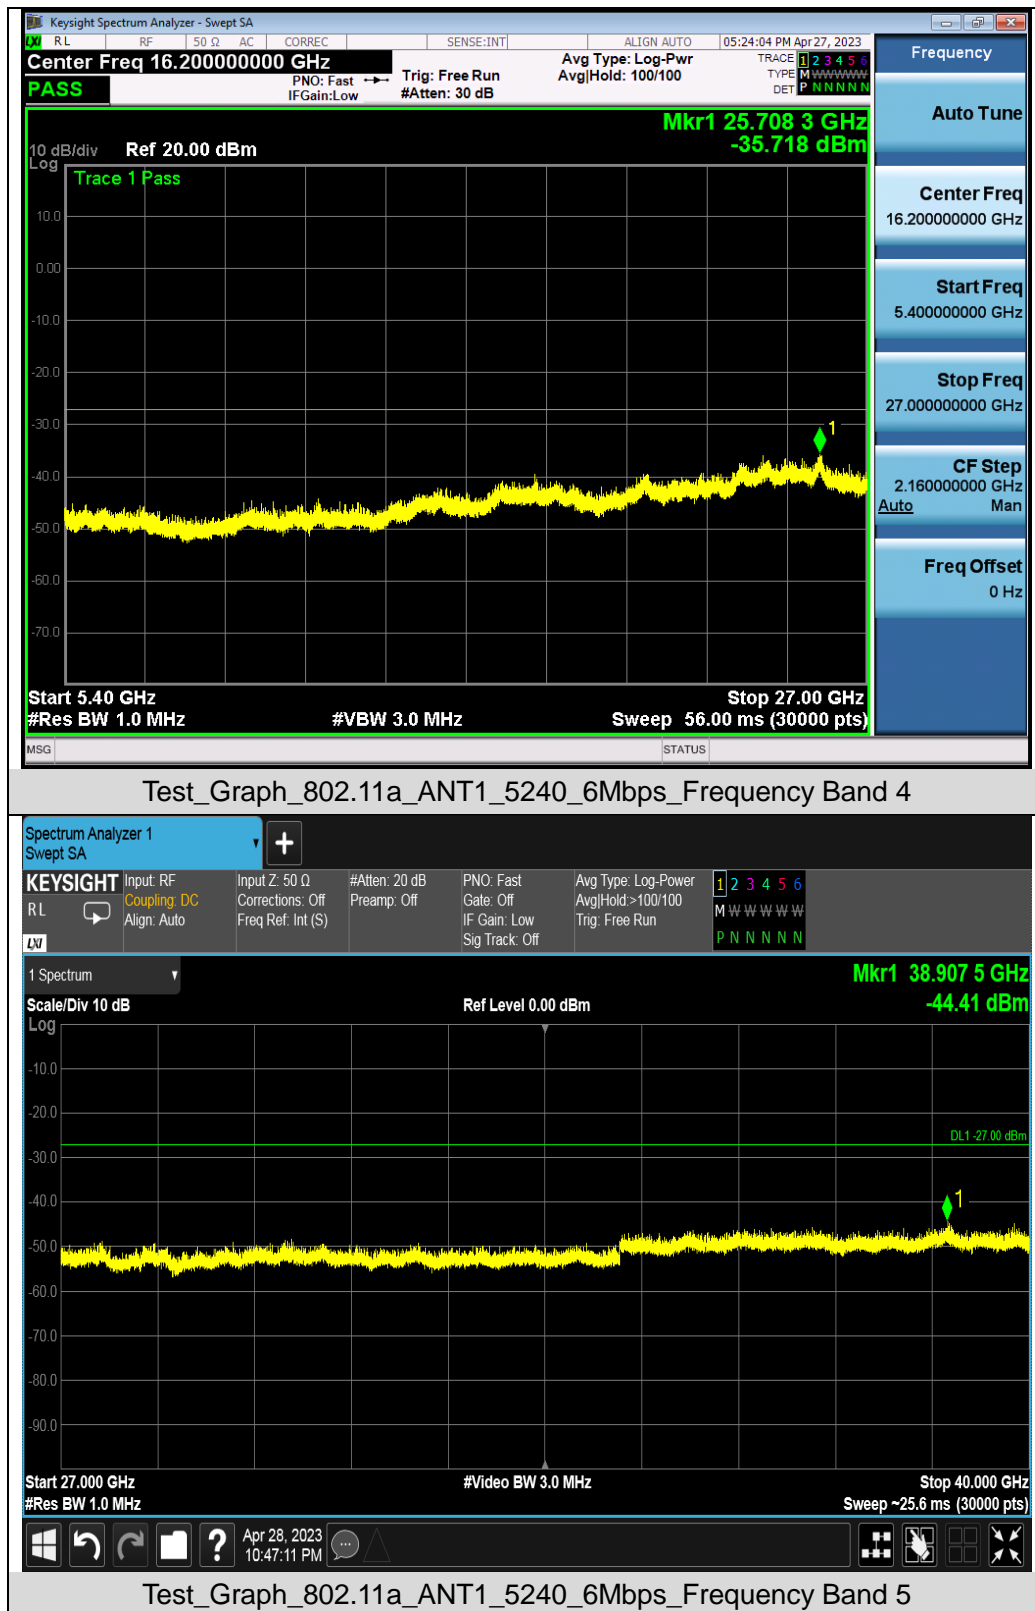 Keysight Spectrum Analyzer - Swept SA
LXI RL RF 50 Ω AC CORREC SENSE:INT ALIGN AUTO 05:24:04 PM Apr 27, 2023
Center Freq 16.200000000 GHz
PASS
PNO: Fast
IFGain:Low
Trig: Free Run
#Atten: 30 dB
Avg Type: Log-Pwr
Avg|Hold: 100/100
TRACE 1 2 3 4 5 6
TYPE M W W W W W
DET P N N N N N
Mkr1 25.708 3 GHz
-35.718 dBm
10 dB/div Ref 20.00 dBm
Log
Trace 1 Pass
10.0
0.00
-10.0
-20.0
-30.0
1
-40.0
-50.0
-60.0
-70.0
Start 5.40 GHz Stop 27.00 GHz
#Res BW 1.0 MHz #VBW 3.0 MHz Sweep 56.00 ms (30000 pts)
MSG STATUS
Frequency
Auto Tune
Center Freq
16.200000000 GHz
Start Freq
5.400000000 GHz
Stop Freq
27.000000000 GHz
CF Step
2.160000000 GHz
Auto Man
Freq Offset
0 Hz
Test_Graph_802.11a_ANT1_5240_6Mbps_Frequency Band 4
Spectrum Analyzer 1
Swept SA
+
KEYSIGHT
RL
LXI
Input: RF
Coupling: DC
Align: Auto
Input Z: 50 Ω
Corrections: Off
Freq Ref: Int (S)
#Atten: 20 dB
Preamp: Off
PNO: Fast
Gate: Off
IF Gain: Low
Sig Track: Off
Avg Type: Log-Power
Avg|Hold:>100/100
Trig: Free Run
1 2 3 4 5 6
M W W W W W
P N N N N N
1 Spectrum
Mkr1 38.907 5 GHz
-44.41 dBm
Scale/Div 10 dB Ref Level 0.00 dBm
Log
-10.0
-20.0
DL1 -27.00 dBm
-30.0
-40.0
1
-50.0
-60.0
-70.0
-80.0
-90.0
Start 27.000 GHz #Video BW 3.0 MHz Stop 40.000 GHz
#Res BW 1.0 MHz Sweep ~25.6 ms (30000 pts)
? Apr 28, 2023
10:47:11 PM
Test_Graph_802.11a_ANT1_5240_6Mbps_Frequency Band 5